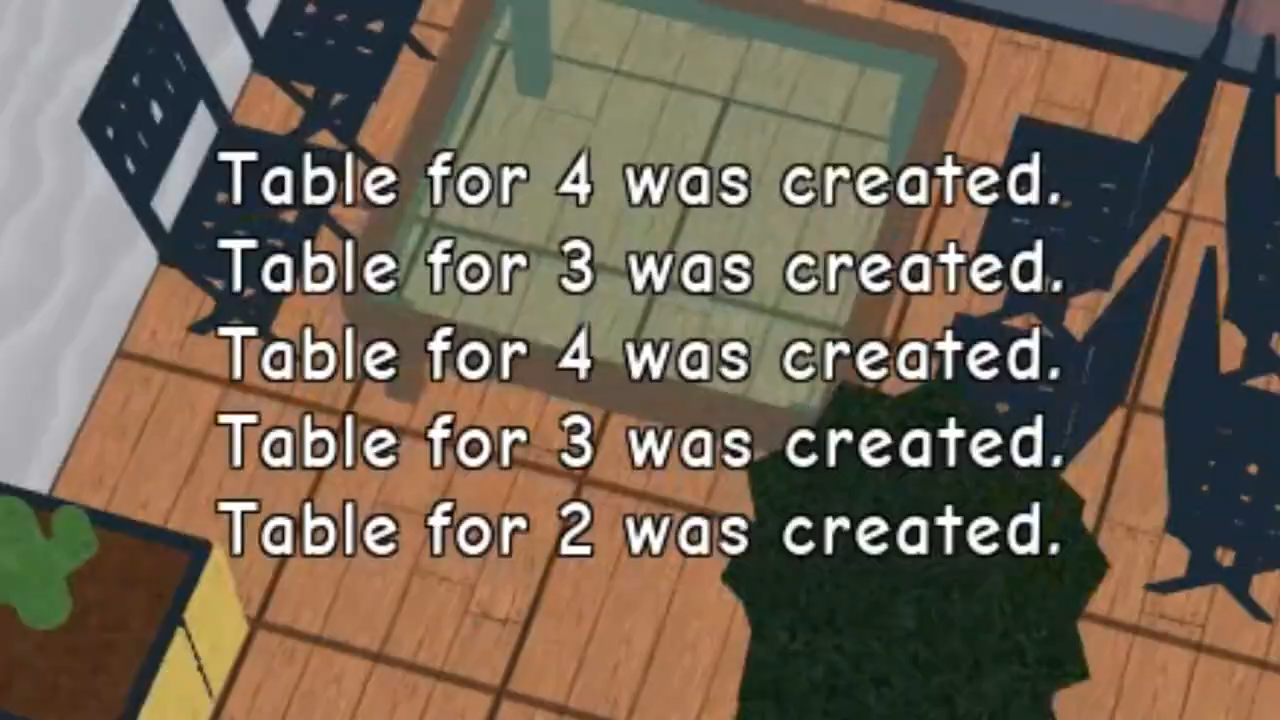 Table for 4 was created.
Table for 3 was created.
Table for 4 was created.
Table for 3 was created.
Table for 2 was created.